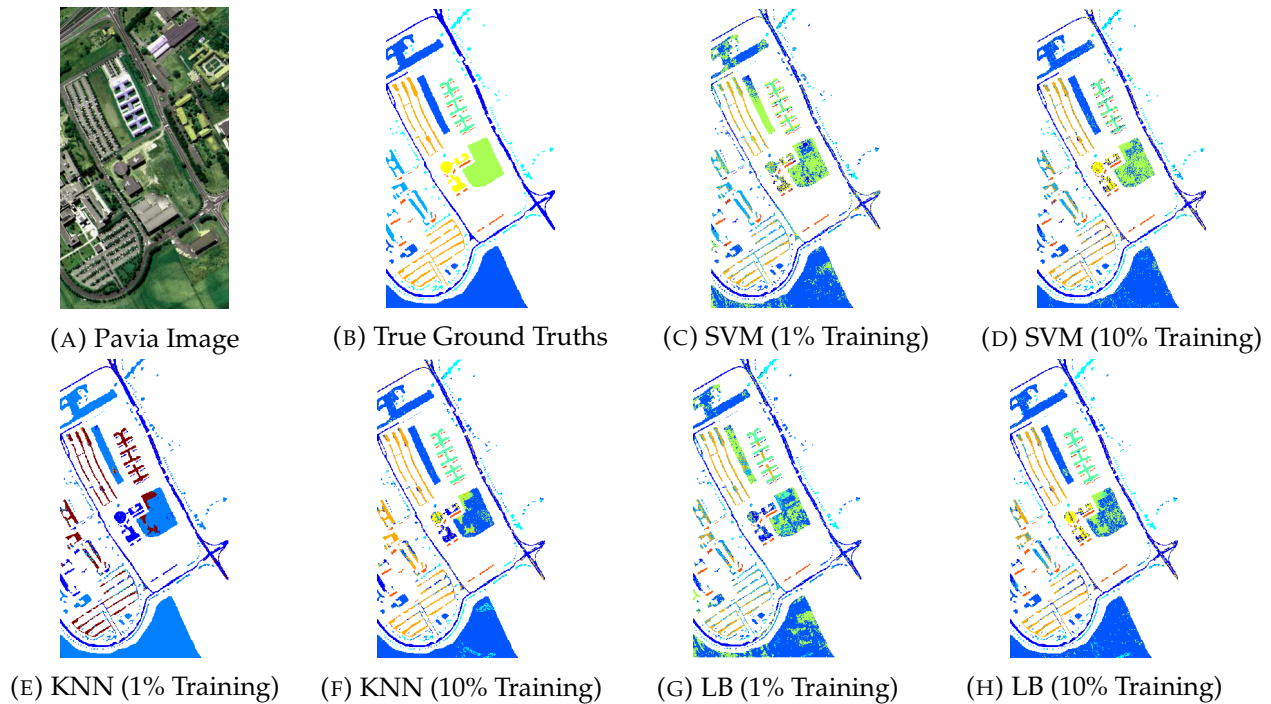 (A) Pavia Image
(B) True Ground Truths
(C) SVM (1% Training)
(D) SVM (10% Training)
(E) KNN (1% Training)
(F) KNN (10% Training)
(G) LB (1% Training)
(H) LB (10% Training)